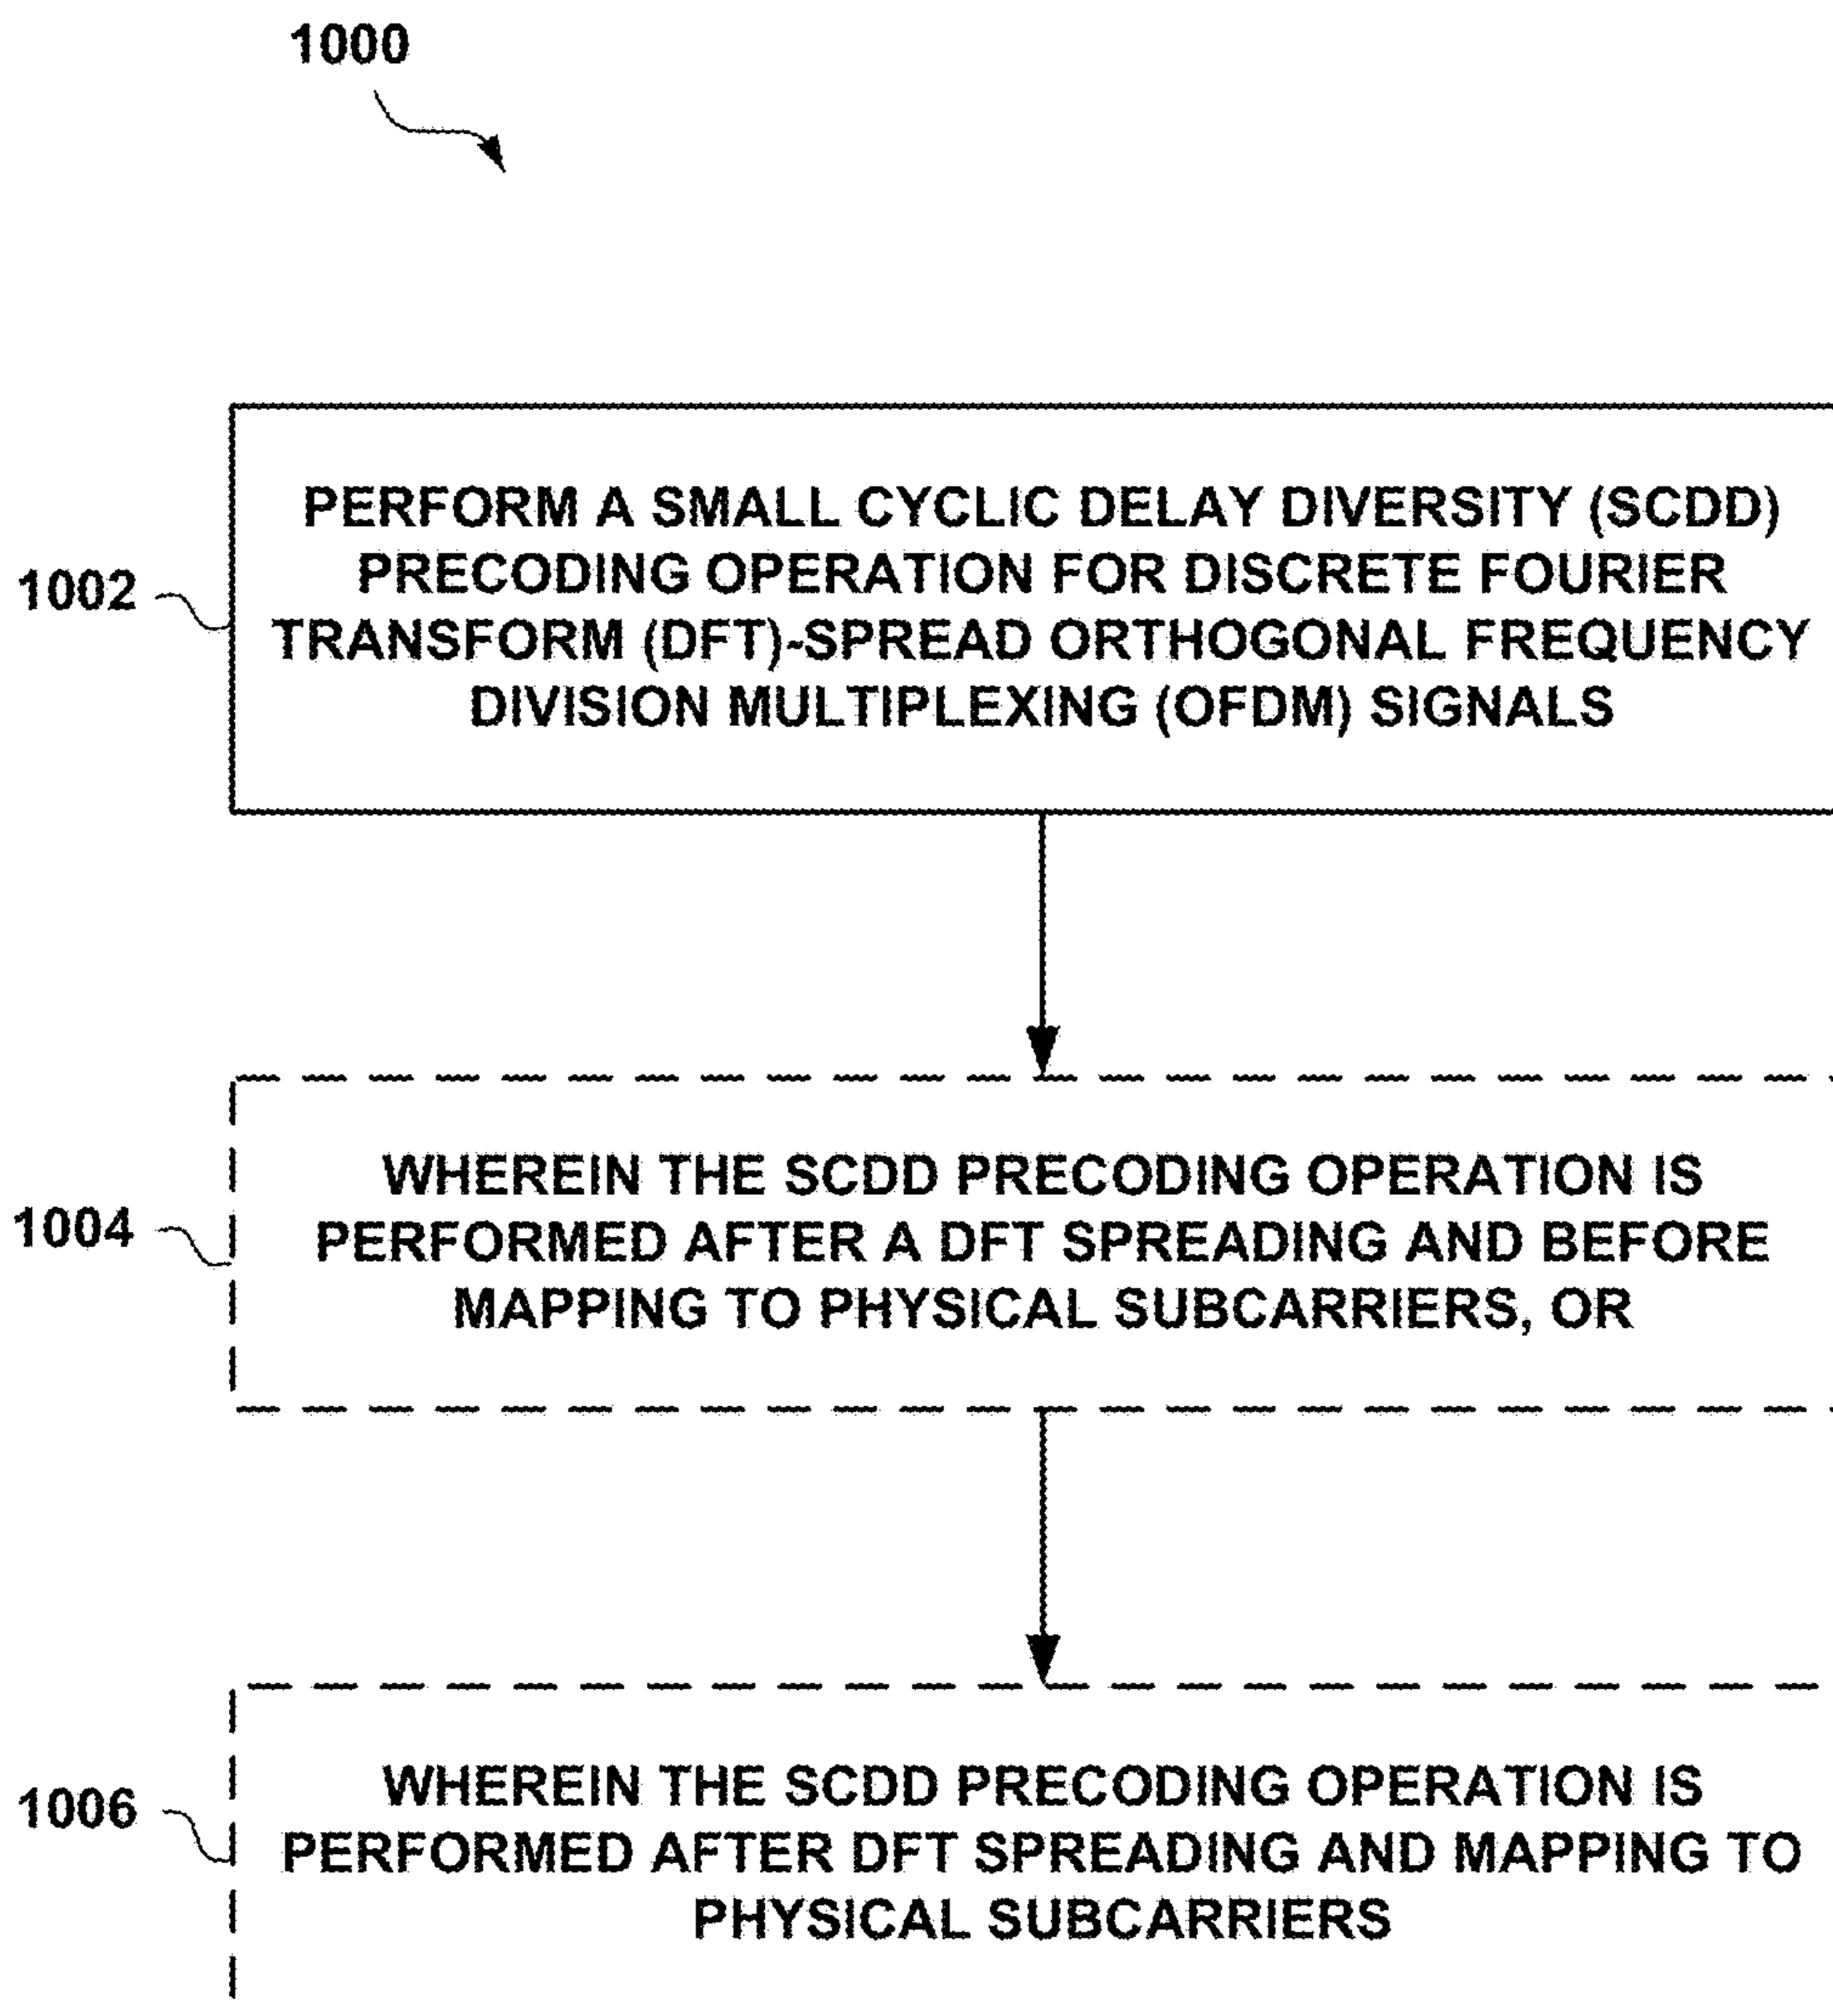 1000
1002
PERFORM A SMALL CYCLIC DELAY DIVERSITY (SCDD)
PRECODING OPERATION FOR DISCRETE FOURIER
TRANSFORM (DFT)-SPREAD ORTHOGONAL FREQUENCY
DIVISION MULTIPLEXING (OFDM) SIGNALS
1004
WHEREIN THE SCDD PRECODING OPERATION IS
PERFORMED AFTER A DFT SPREADING AND BEFORE
MAPPING TO PHYSICAL SUBCARRIERS, OR
1006
WHEREIN THE SCDD PRECODING OPERATION IS
PERFORMED AFTER DFT SPREADING AND MAPPING TO
PHYSICAL SUBCARRIERS